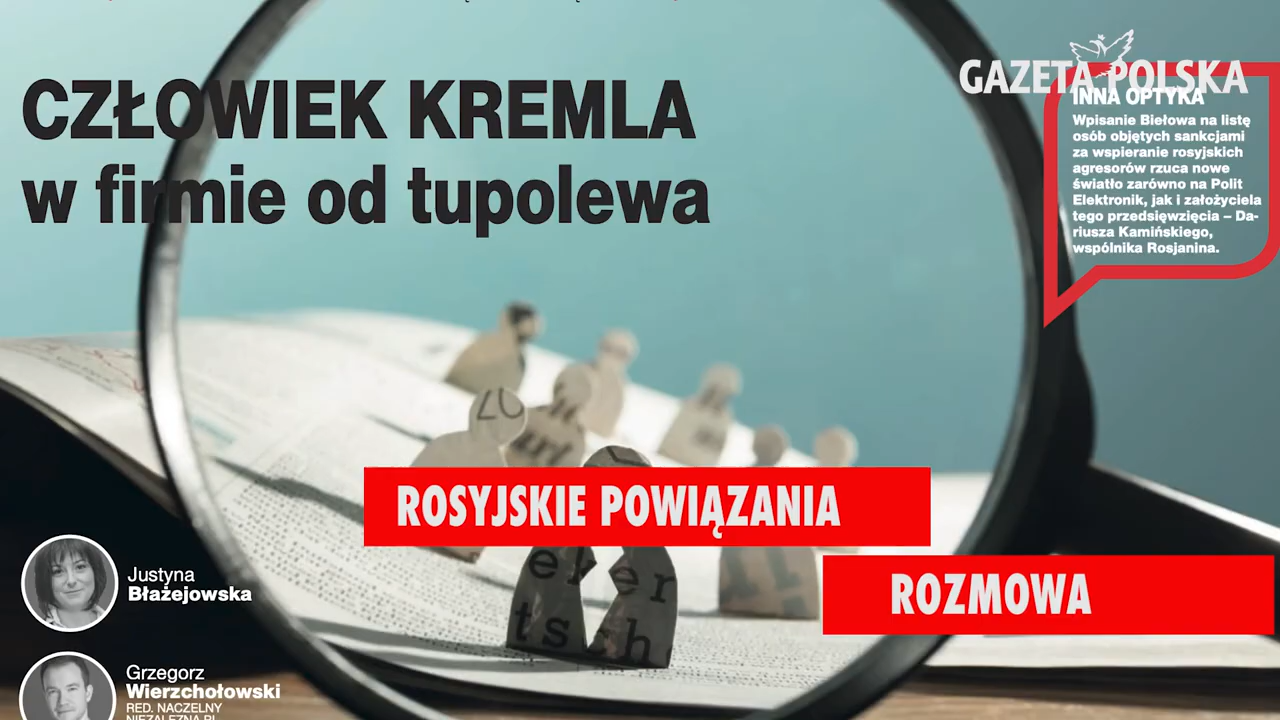 CZŁOWIEK KREMLA
w firmie od tupolewa
GAZETA POLSKA
INNA OPTYKA
Wpisanie Biełowa na listę
osób objętych sankcjami
za wspieranie rosyjskich
agresorów rzuca nowe
światło zarówno na Polit
Elektronik, jak i założyciela
tego przedsięwzięcia – Da-
riusza Kamińskiego,
wspólnika Rosjanina.
ROSYJSKIE POWIĄZANIA
ROZMOWA
Justyna
Błażejowska
Grzegorz
Wierzchołowski
RED. NACZELNY
NIEZALEZNA.PL